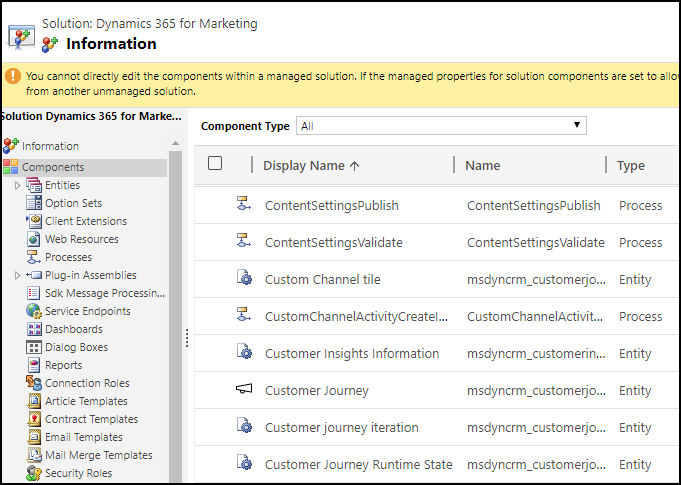 Solution: Dynamics 365 for Marketing
Information
You cannot directly edit the components within a managed solution. If the managed properties for solution components are set to allow
from another unmanaged solution.
Solution Dynamics 365 for Marke...
Component Type All
Information
Components
Entities
Option Sets
Client Extensions
Web Resources
Processes
Plug-in Assemblies
Sdk Message Processin...
Service Endpoints
Dashboards
Dialog Boxes
Reports
Connection Roles
Article Templates
Contract Templates
Email Templates
Mail Merge Templates
Security Roles
Display Name Name Type
ContentSettingsPublish ContentSettingsPublish Process
ContentSettingsValidate ContentSettingsValidate Process
Custom Channel tile msdyncrm_customerjo... Entity
CustomChannelActivityCreateI... CustomChannelActivit... Process
Customer Insights Information msdyncrm_customerin... Entity
Customer Journey msdyncrm_customerjo... Entity
Customer journey iteration msdyncrm_customerjo... Entity
Customer Journey Runtime State msdyncrm_customerjo... Entity